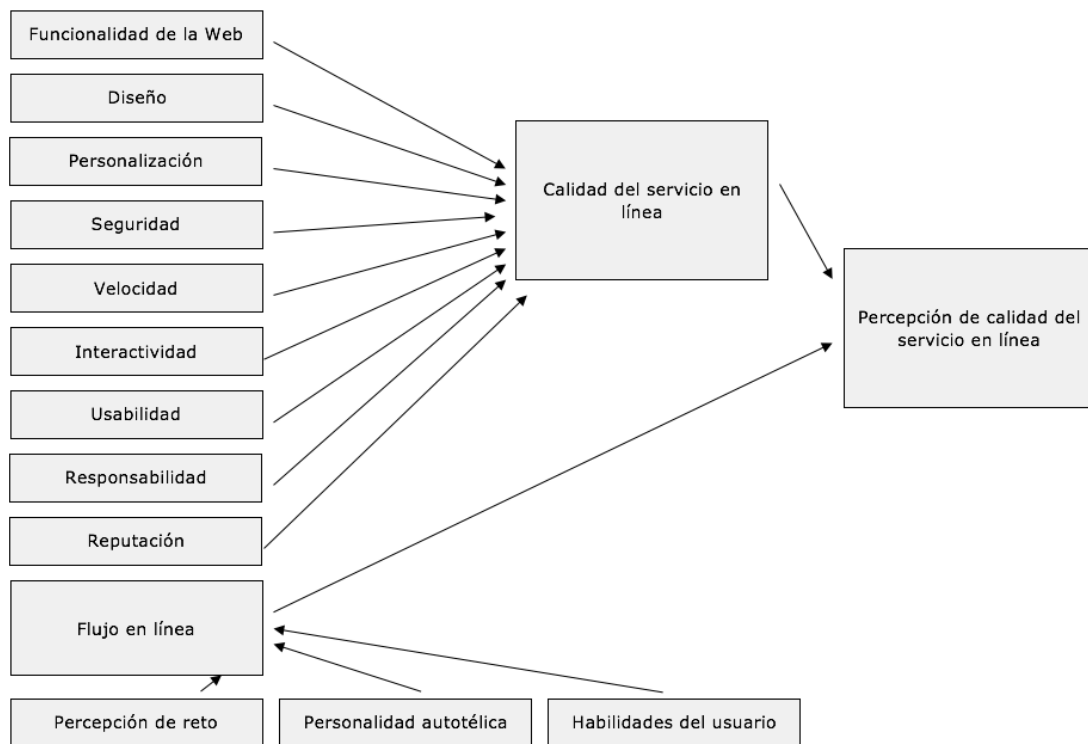 Funcionalidad de la Web
Diseño
Personalización
Seguridad
Velocidad
Interactividad
Usabilidad
Responsabilidad
Reputación
Flujo en línea
Percepción de reto
Personalidad autotélica
Habilidades del usuario
Calidad del servicio en
línea
Percepción de calidad del
servicio en línea